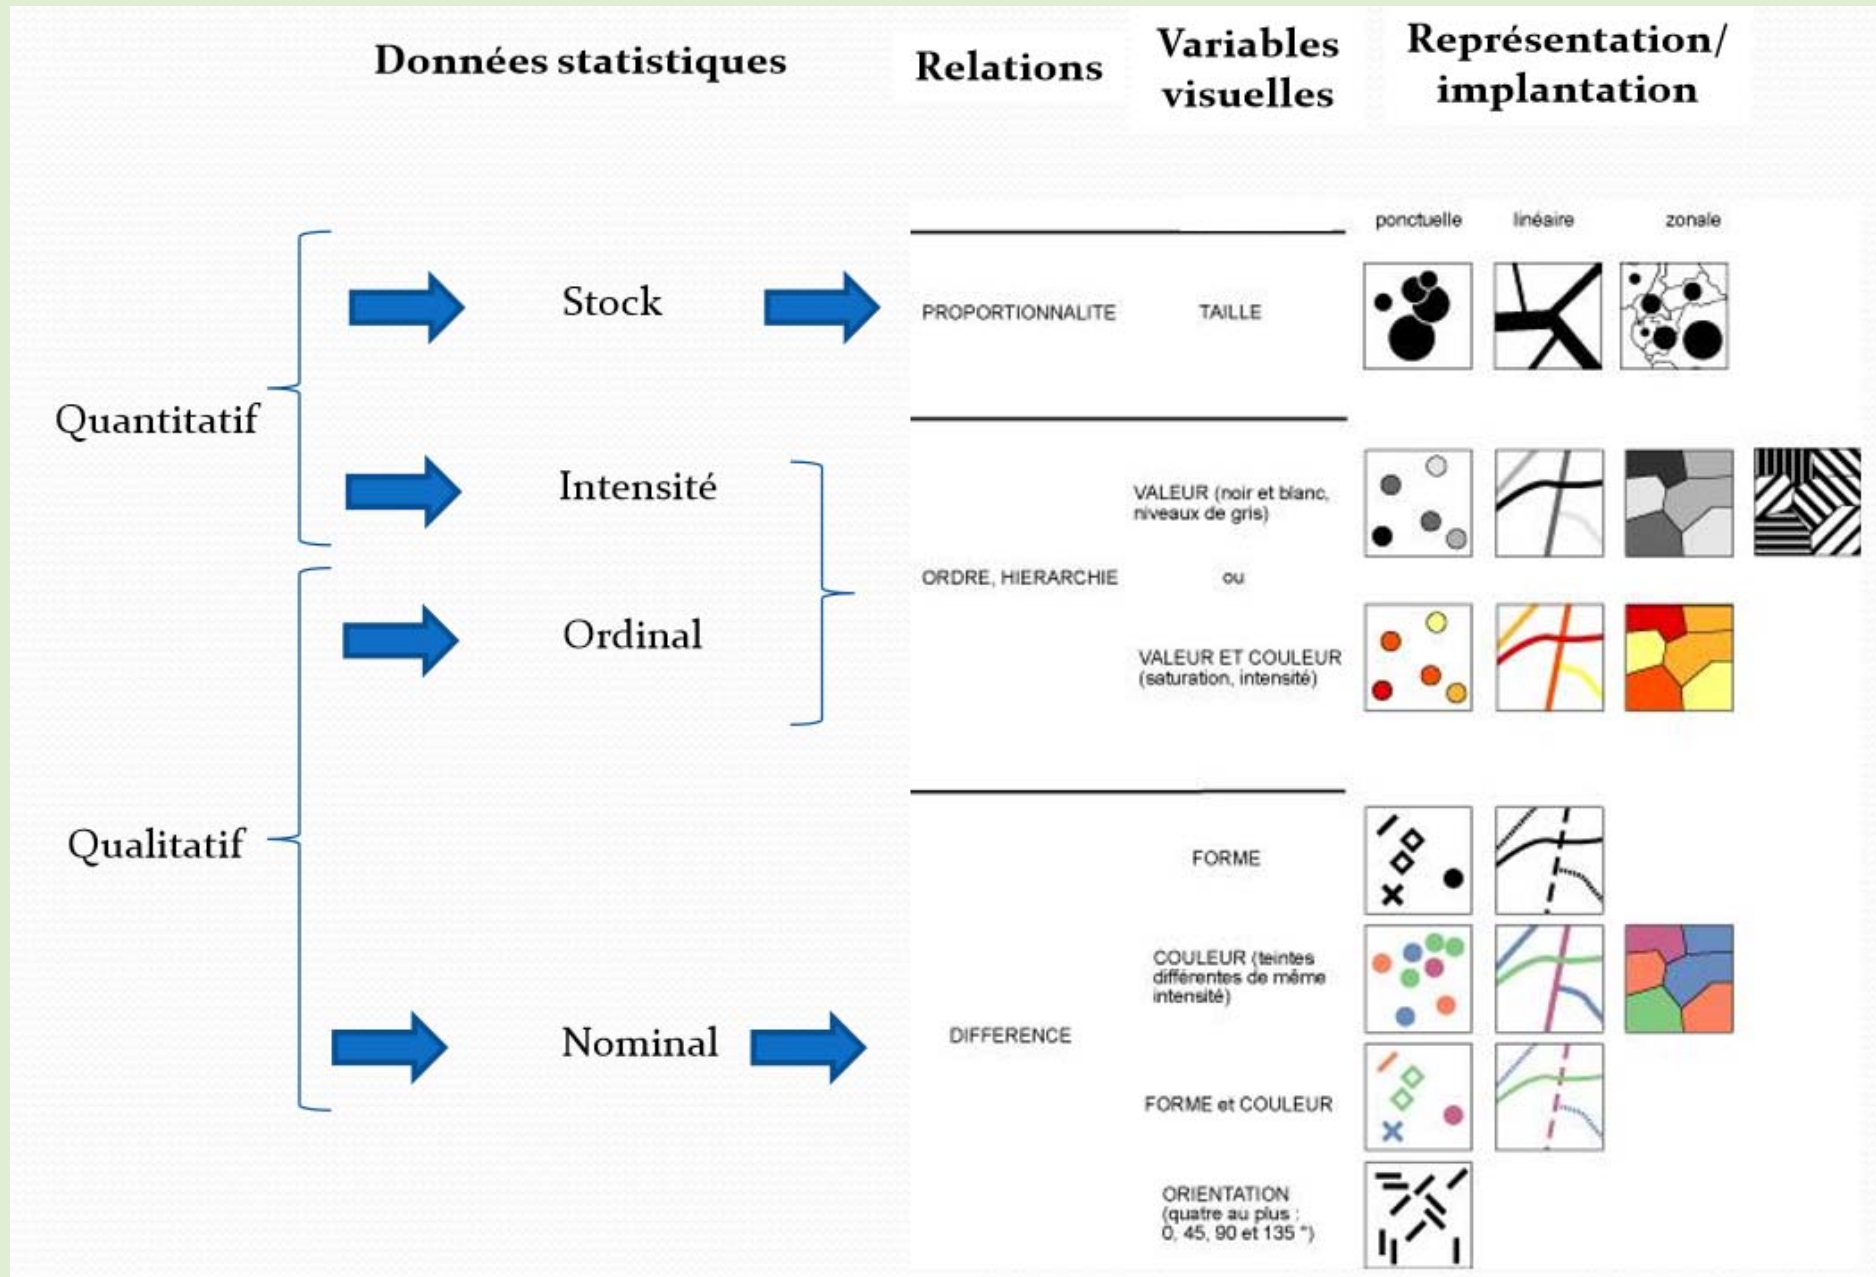 Données statistiques
Relations
Variables
visuelles
Représentation/
implantation
ponctuelle
linéaire
zonale
Quantitatif
Stock
PROPORTIONNALITE
TAILLE
Intensité
VALEUR (noir et blanc,
niveaux de gris)
ORDRE, HIERARCHIE
ou
Ordinal
VALEUR ET COULEUR
(saturation, intensité)
Qualitatif
FORME
COULEUR (teintes
différentes de même
intensité)
Nominal
DIFFERENCE
FORME et COULEUR
ORIENTATION
(quatre au plus :
0, 45, 90 et 135 °)